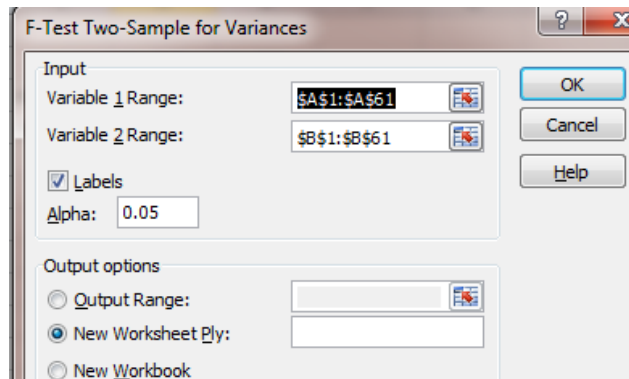 F-Test Two-Sample for Variances
Input
Variable 1 Range: $A$1:$A$61
Variable 2 Range: $B$1:$B$61
Labels
Alpha: 0.05
OK
Cancel
Help
Output options
Output Range:
New Worksheet Ply:
New Workbook